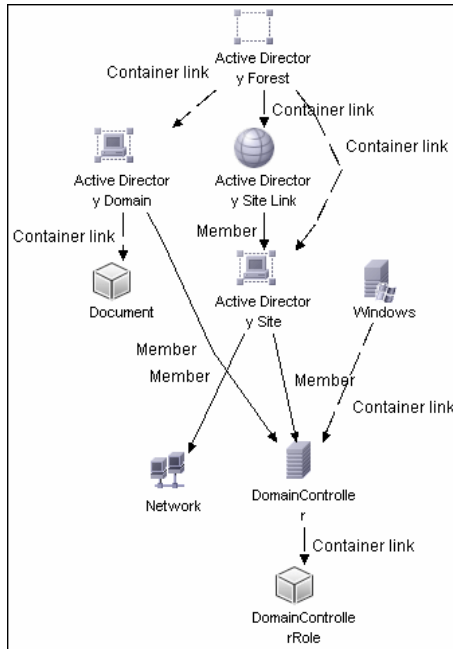 Active Director
y Forest
Container link
Container link
Container link
Active Director
y Domain
Active Director
y Site Link
Container link
Member
Document
Active Director
y Site
Windows
Member
Member
Member
Container link
Network
DomainControlle
r
Container link
DomainContro
rRole